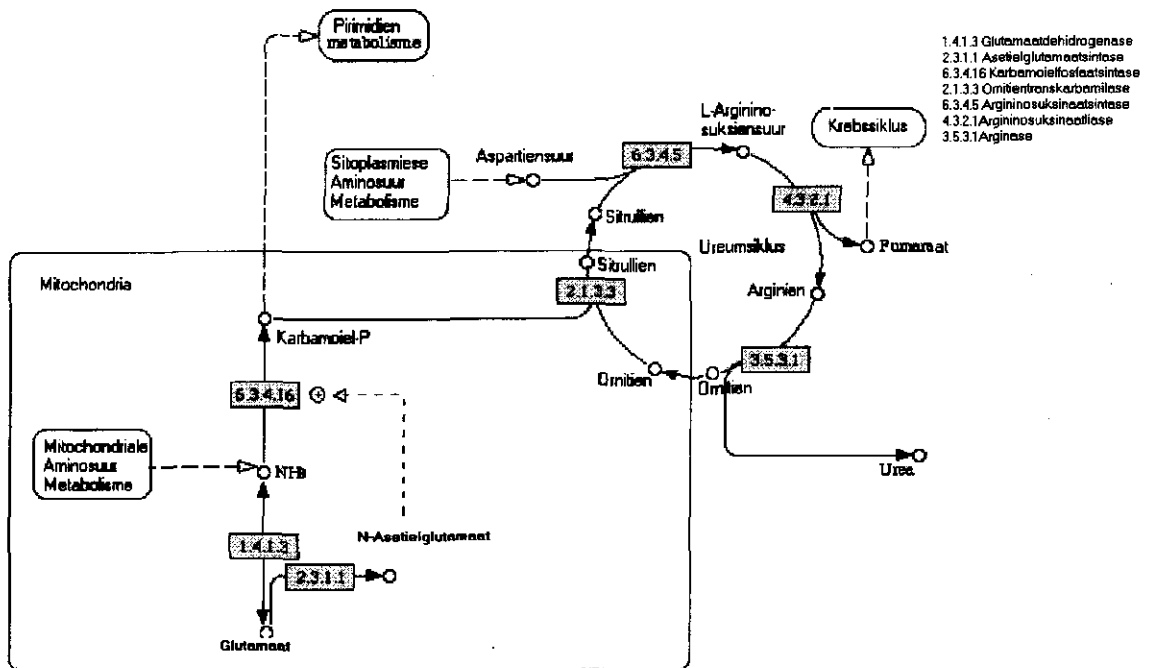 Pirimidien
metabolisme
1.4.1.3 Glutamaatdehidrogenase
2.3.1.1 Asetielglutamaatsintase
6.3.4.16 Karbamoielfosfaatsintase
2.1.3.3 Ornitientranskarbamilase
6.3.4.5 Argininosuksinaatsintase
4.3.2.1 Argininosuksinaatliase
3.5.3.1 Arginase
L-Arginino-
suksiensuur
Krebssiklus
Sitoplasmiese
Aminosuur
Metabolisme
Aspartiensuur
6.3.4.5
4.3.2.1
Sitrullien
Ureumsiklus
Fumaraat
Mitochondria
Sitrullien
2.1.3.3
Arginien
Karbamoiel-P
3.5.3.1
Ornitien
Ornitien
6.3.4.16
+
Mitochondriale
Aminosuur
Metabolisme
NH3
Urea
N-Asetielglutamaat
1.4.1.3
2.3.1.1
Glutamaat